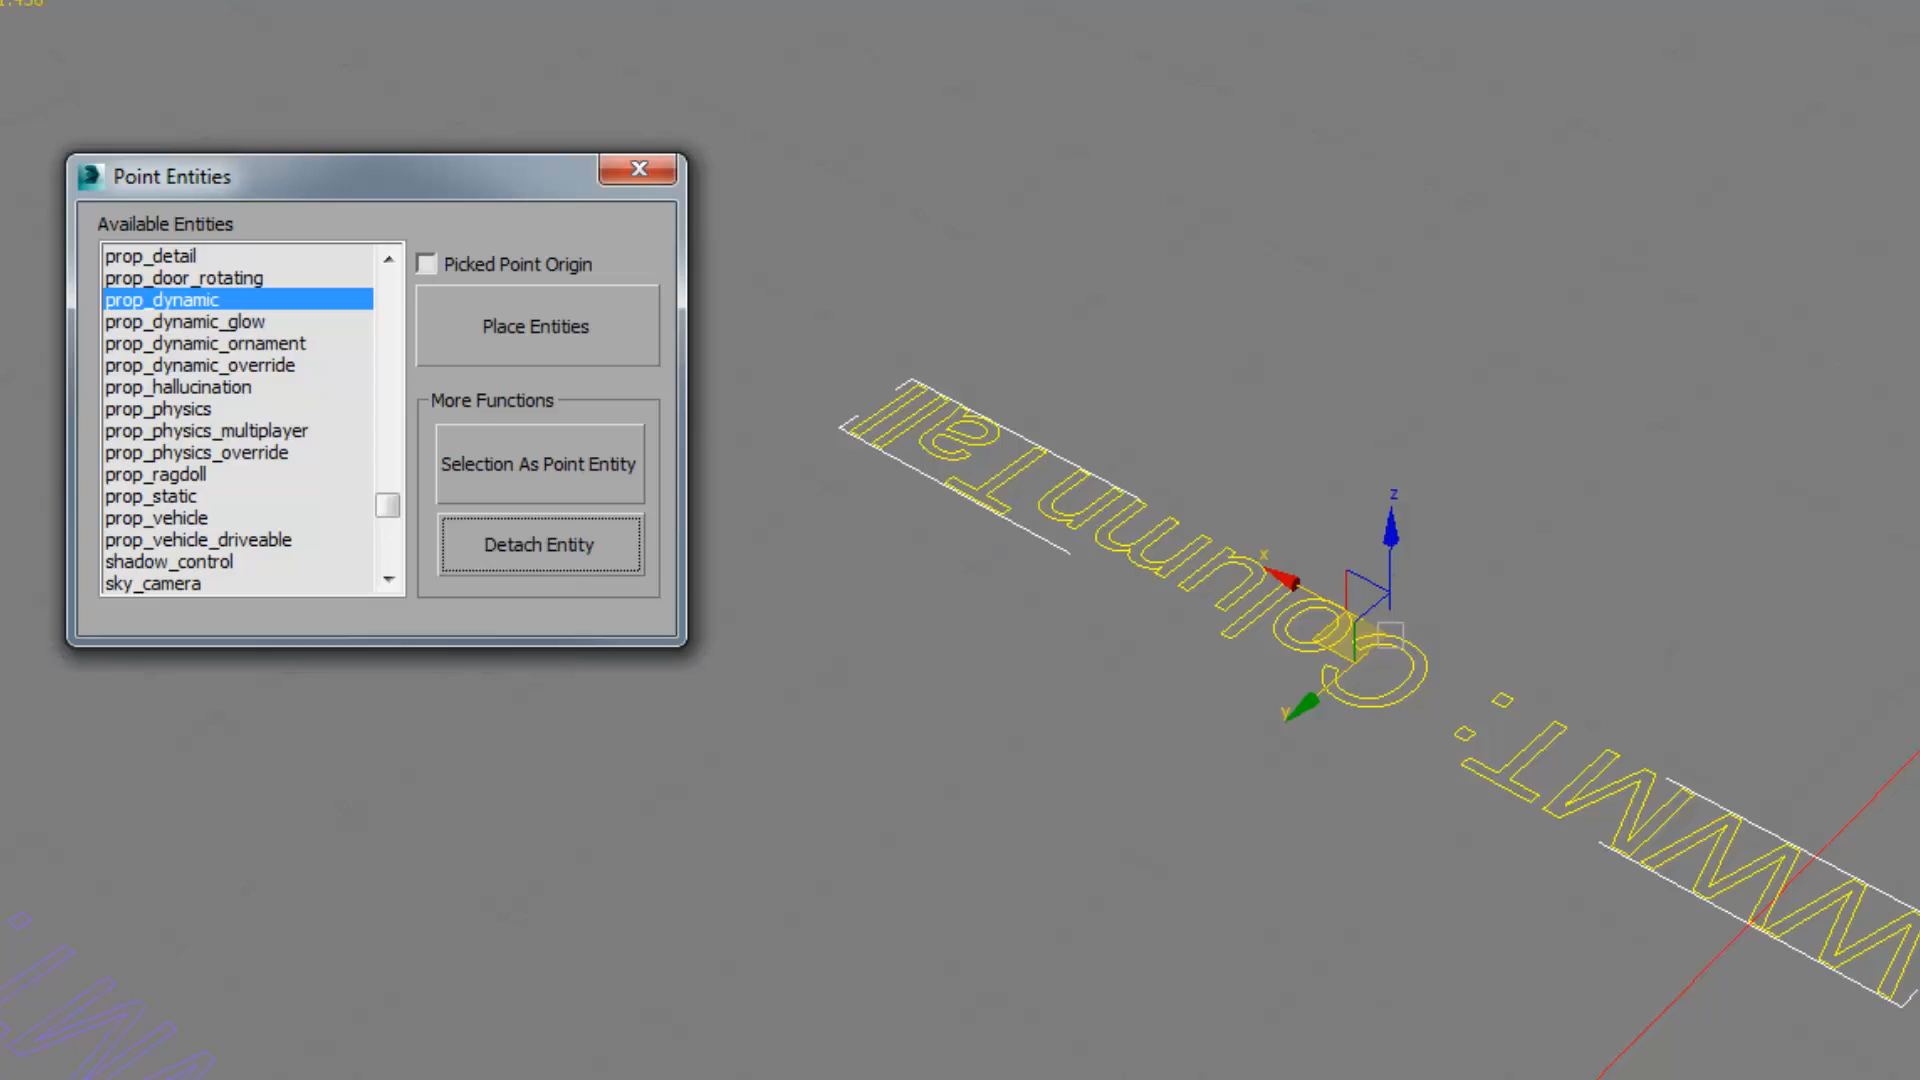 Point Entities
Available Entities
prop_detail
prop_door_rotating
prop_dynamic
prop_dynamic_glow
prop_dynamic_ornament
prop_dynamic_override
prop_hallucination
prop_physics
prop_physics_multiplayer
prop_physics_override
prop_ragdoll
prop_static
prop_vehicle
prop_vehicle_driveable
shadow_control
sky_camera
Picked Point Origin
Place Entities
More Functions
Selection As Point Entity
Detach Entity
z
x
y
WWMT: Column Tall